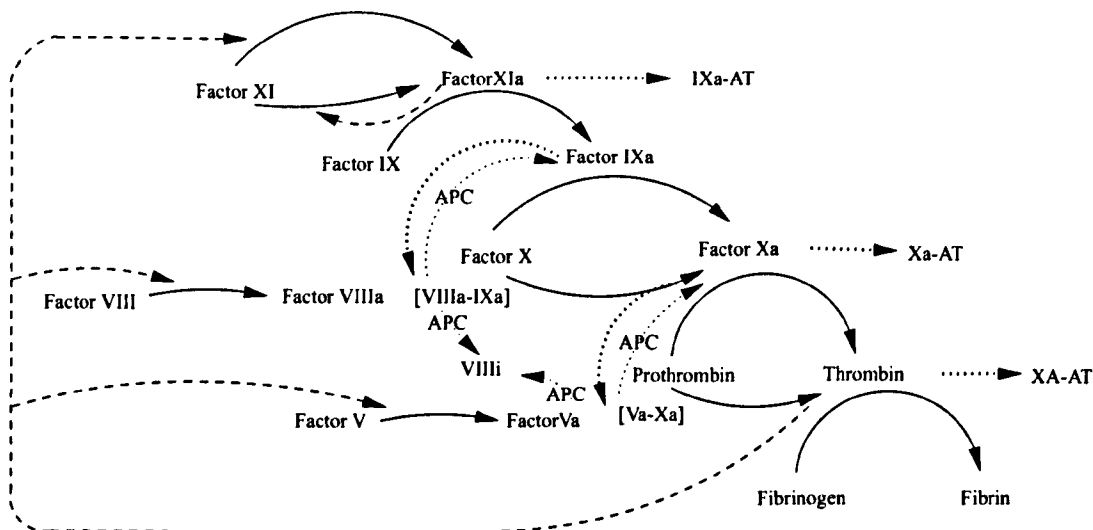 FactorXIa
IXa-AT
Factor XI
Factor IX
Factor IXa
APC
Factor X
Factor Xa
Xa-AT
Factor VIII
Factor VIIIa
[VIIIa-IXa]
APC
APC
VIIIi
Prothrombin
Thrombin
XA-AT
APC
Factor V
FactorVa
[Va-Xa]
Fibrinogen
Fibrin